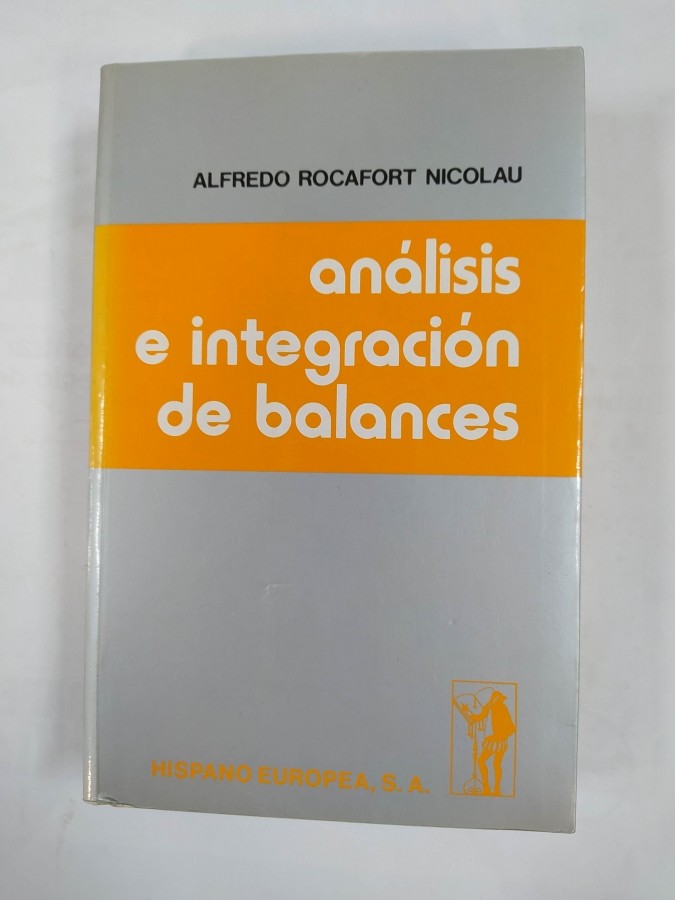 ALFREDO ROCAFORT NICOLAU
análisis
e integración
de balances
HISPANO EUROPEA, S. A.